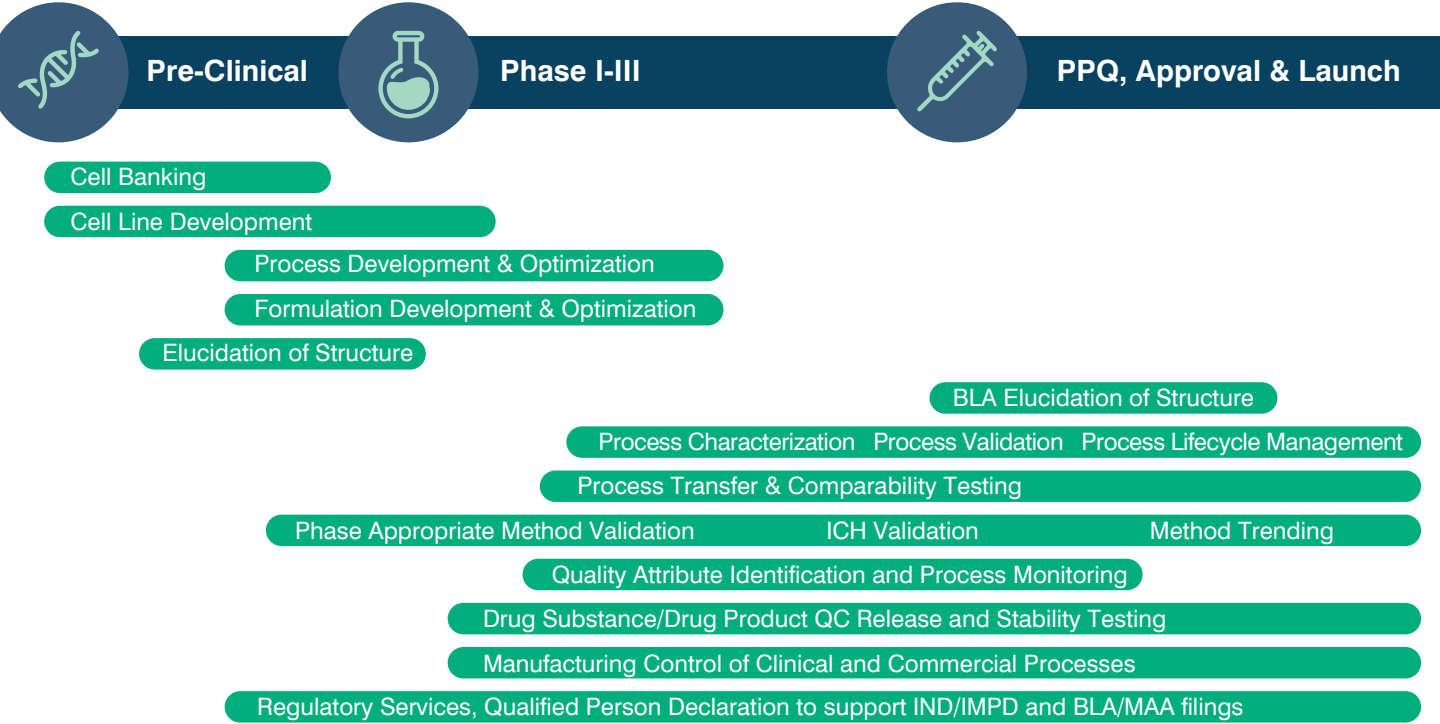 Pre-Clinical
Phase I-III
PPQ, Approval & Launch
Cell Banking
Cell Line Development
Process Development & Optimization
Formulation Development & Optimization
Elucidation of Structure
BLA Elucidation of Structure
Process Characterization Process Validation Process Lifecycle Management
Process Transfer & Comparability Testing
Phase Appropriate Method Validation ICH Validation Method Trending
Quality Attribute Identification and Process Monitoring
Drug Substance/Drug Product QC Release and Stability Testing
Manufacturing Control of Clinical and Commercial Processes
Regulatory Services, Qualified Person Declaration to support IND/IMPD and BLA/MAA filings